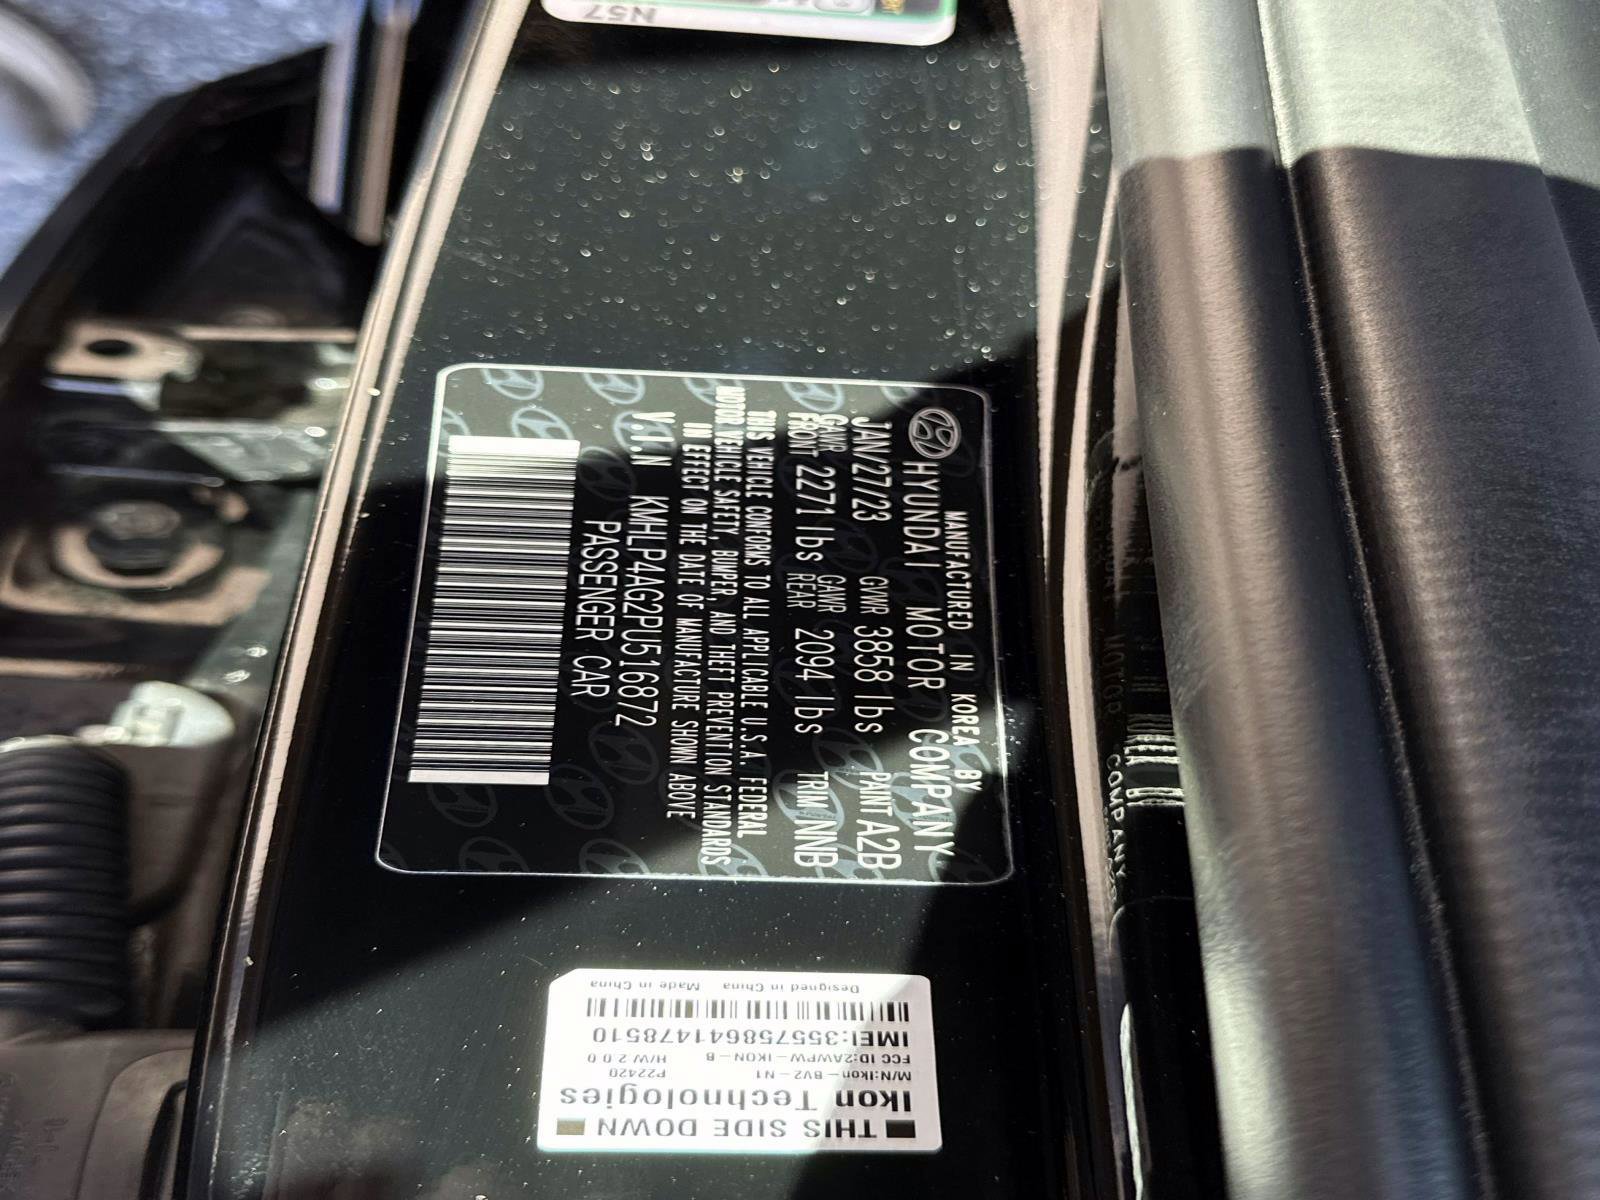 N57
MANUFACTURED IN KOREA BY
HYUNDAI MOTOR COMPANY
JAN/27/23 GVWR 3858 lbs PAINT A2B
GAWR FRONT 2271 lbs GAWR REAR 2094 lbs TRIM NNB
THIS VEHICLE CONFORMS TO ALL APPLICABLE U.S.A. FEDERAL
MOTOR VEHICLE SAFETY, BUMPER, AND THEFT PREVENTION STANDARDS
IN EFFECT ON THE DATE OF MANUFACTURE SHOWN ABOVE
V.I.N KMHLP4AG2PU516872
PASSENGER CAR
THIS SIDE DOWN
Ikon Technologies
M/N:Ikon-BV2-N1 P22420
FCC ID:2AWPW-IKON-B H/W 2.0.0
IMEI:355758641478510
Designed in China Made in China